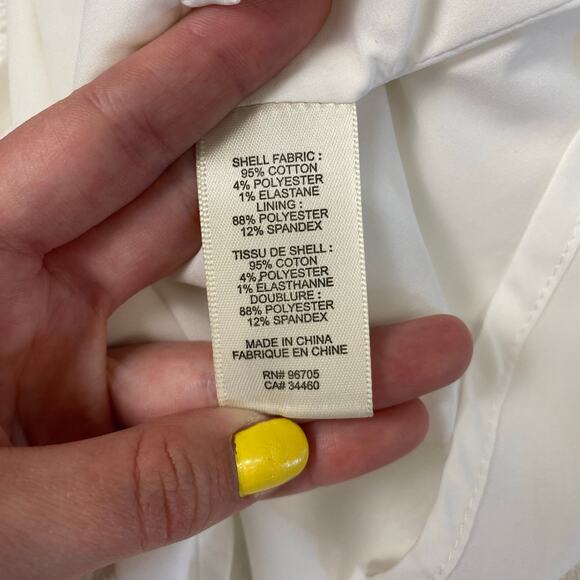 SHELL FABRIC :
95% COTTON
4% POLYESTER
1% ELASTANE
LINING :
88% POLYESTER
12% SPANDEX
TISSU DE SHELL :
95% COTON
4% POLYESTER
1% ÉLASTHANNE
DOUBLURE :
88% POLYESTER
12% SPANDEX
MADE IN CHINA
FABRIQUE EN CHINE
RN# 96705
CA# 34460